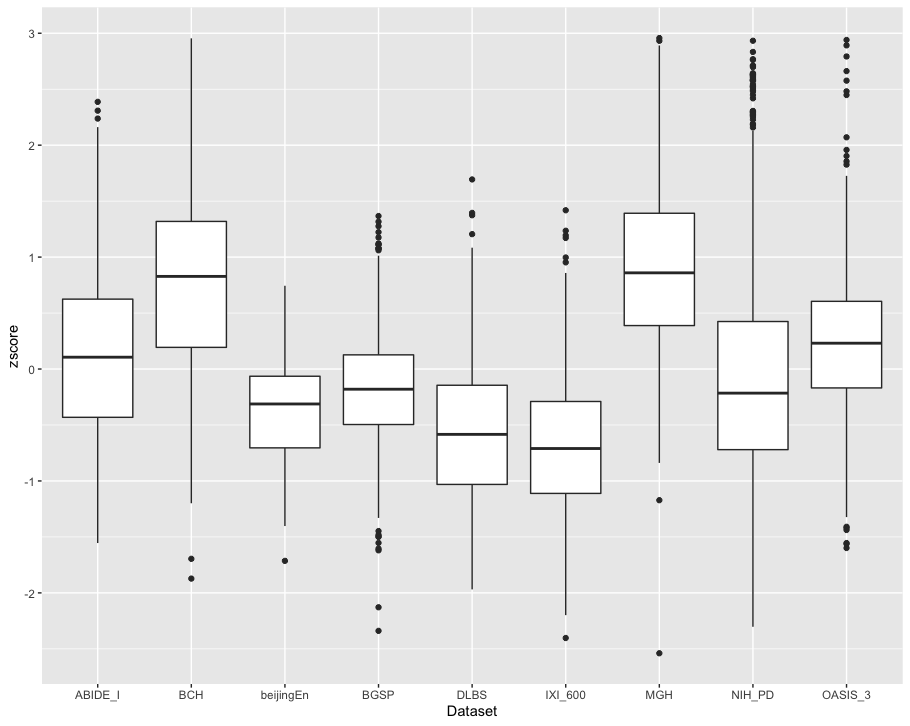 3
2
1
0
-1
-2
zscore
ABIDE_I BCH beijingEn BGSP DLBS IXI_600 MGH NIH_PD OASIS_3
Dataset